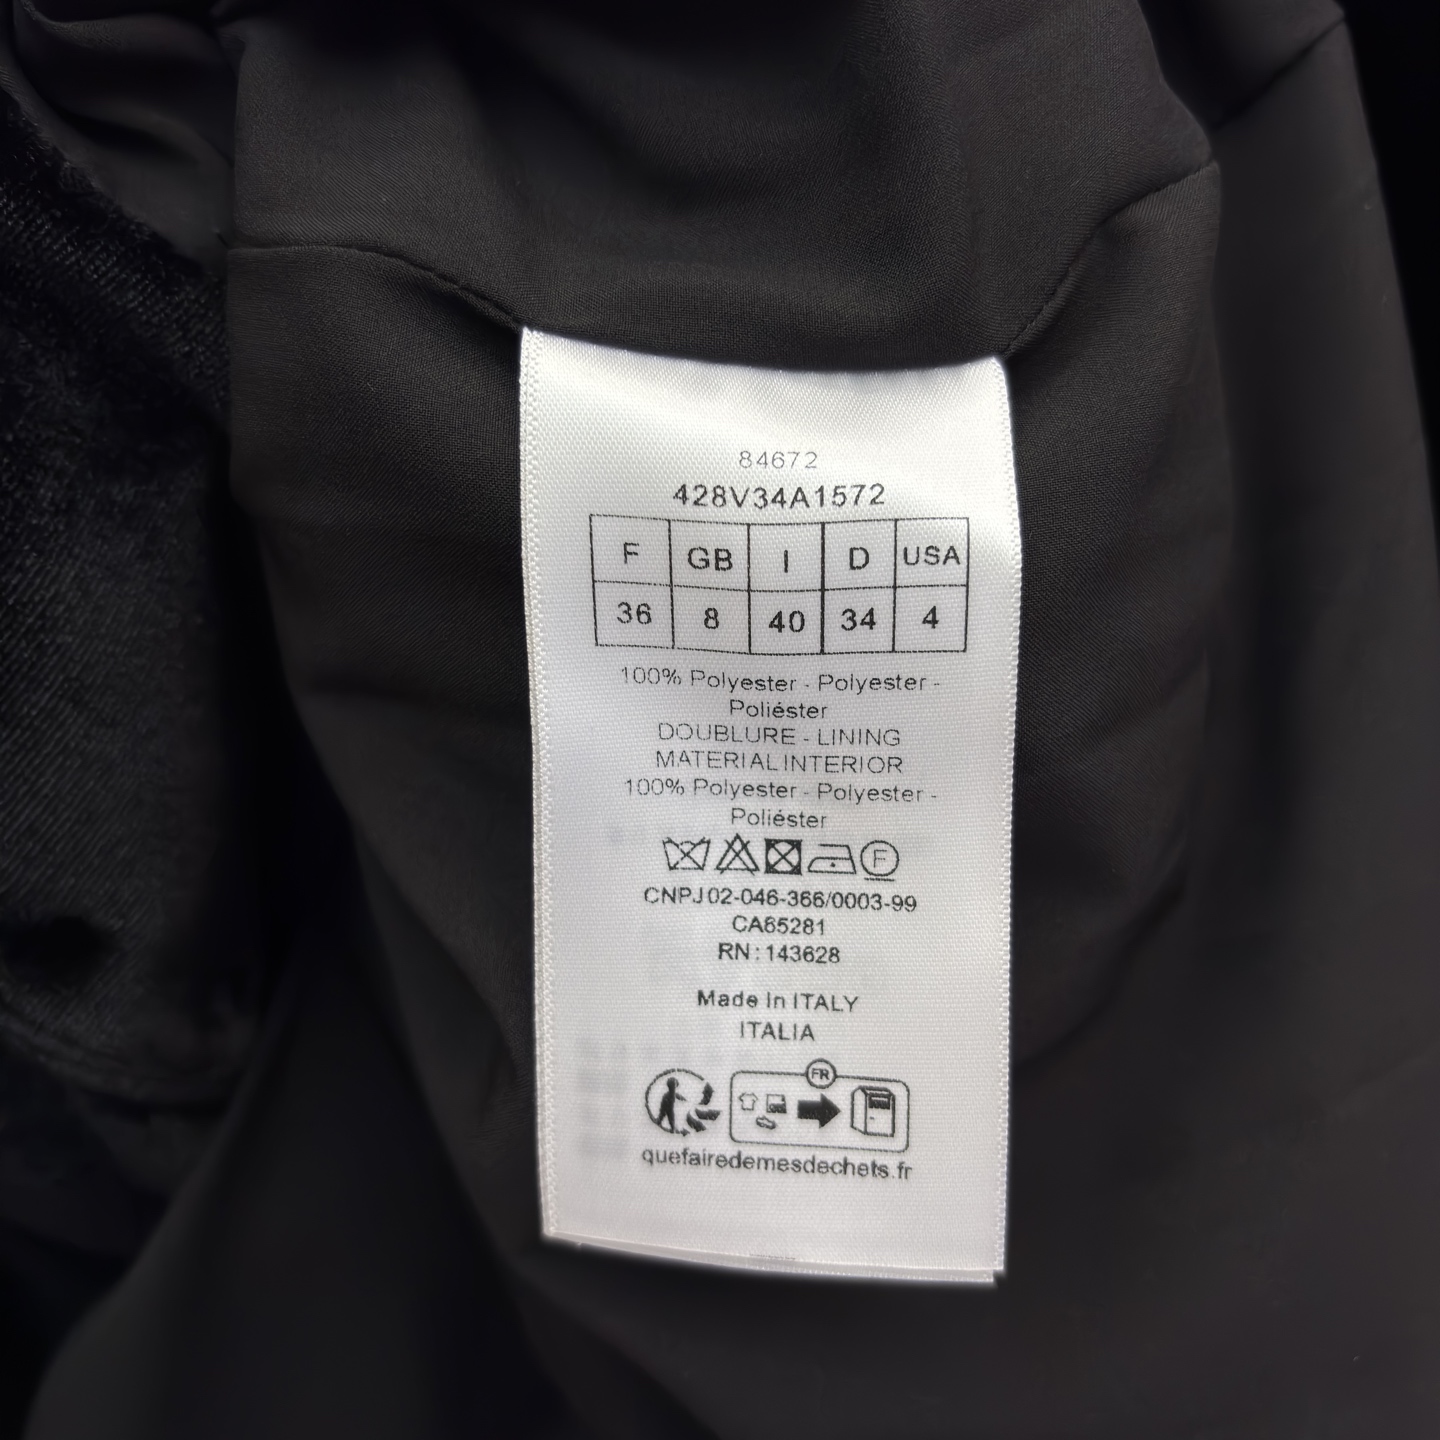 84672
428V34A1572
F GB I D USA
36 8 40 34 4
100% Polyester - Polyester -
Poliéster
DOUBLURE - LINING
MATERIAL INTERIOR
100% Polyester - Polyester -
Poliéster
F
CNPJ 02-046-366/0003-99
CA65281
RN: 143628
Made in ITALY
ITALIA
FR
quefairedemesdechets.fr